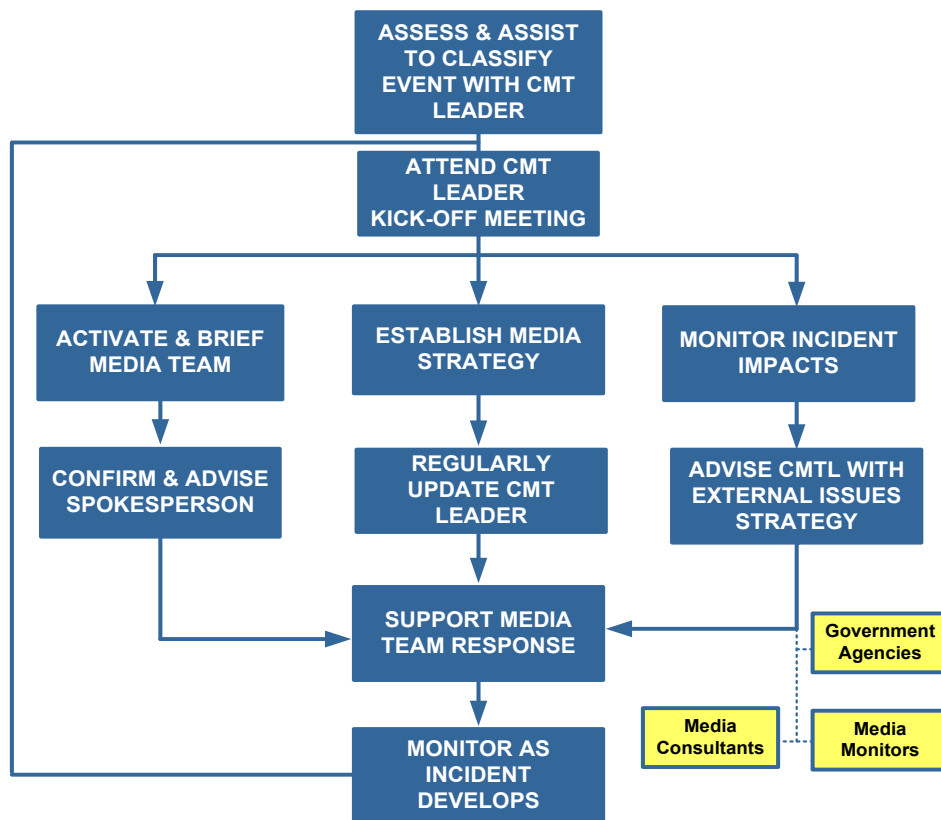 ASSESS & ASSIST
TO CLASSIFY
EVENT WITH CMT
LEADER
ATTEND CMT
LEADER
KICK-OFF MEETING
ACTIVATE & BRIEF
MEDIA TEAM
ESTABLISH MEDIA
STRATEGY
MONITOR INCIDENT
IMPACTS
CONFIRM & ADVISE
SPOKESPERSON
REGULARLY
UPDATE CMT
LEADER
ADVISE CMTL WITH
EXTERNAL ISSUES
STRATEGY
SUPPORT MEDIA
TEAM RESPONSE
Government
Agencies
Media
Consultants
Media
Monitors
MONITOR AS
INCIDENT
DEVELOPS